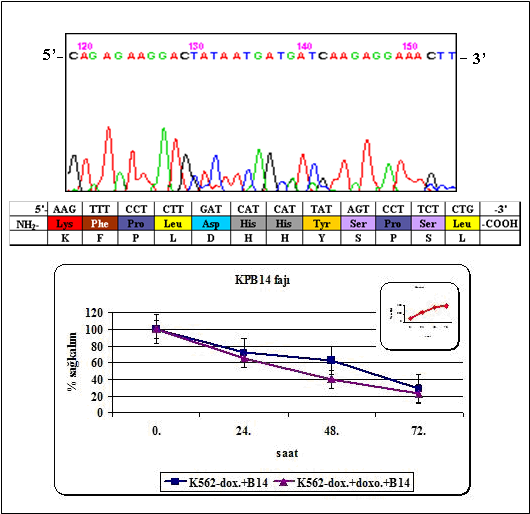 120 130 140 150
5’- CAGAGAAGGACTATAATGATGATCAAGAGGAAACTT - 3’
5'- AAG TTT CCT CTT GAT CAT CAT TAT AGT CCT TCT CTG -3'
NH2- Lys Phe Pro Leu Asp His His Tyr Ser Pro Ser Leu -COOH
K F P L D H H Y S P S L
KPB14 fajı
% sağkalım
120
100
80
60
40
20
0
0. 24. 48. 72.
saat
K562-dox.+B14 K562-dox.+doxo.+B14